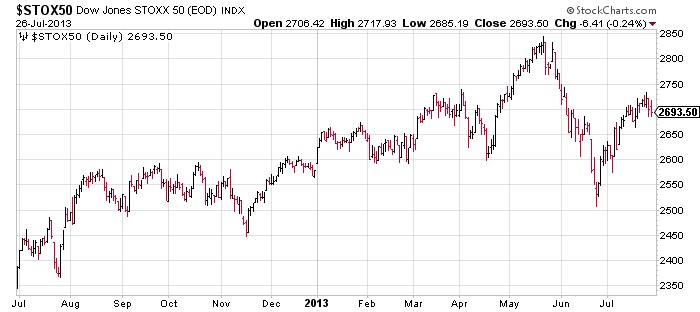 $STOX50 Dow Jones STOXX 50 (EOD) INDX © StockCharts.com
26-Jul-2013 Open 2706.42 High 2717.93 Low 2685.19 Close 2693.50 Chg -6.41 (-0.24%)
$STOX50 (Daily) 2693.50
2850
2800
2750
2693.50
2650
2600
2550
2500
2450
2400
2350
Jul Aug Sep Oct Nov Dec 2013 Feb Mar Apr May Jun Jul